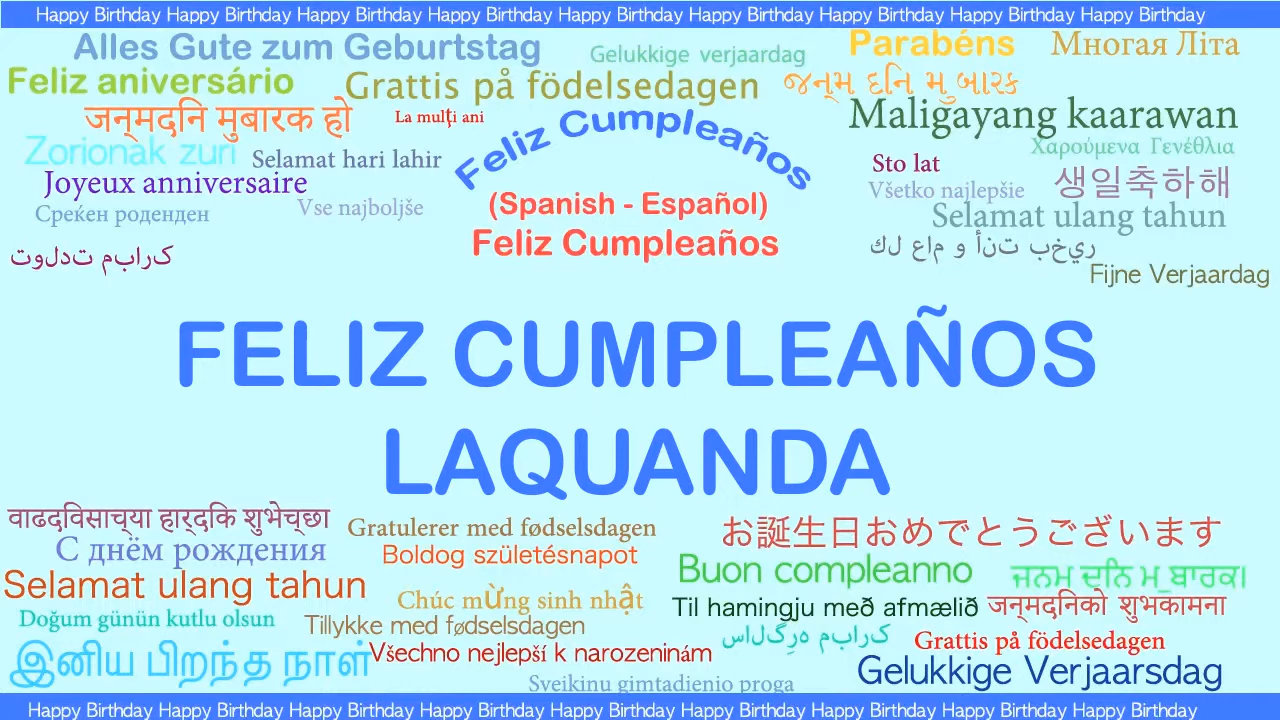 Happy Birthday Happy Birthday Happy Birthday Happy Birthday Happy Birthday Happy Birthday Happy Birthday Happy Birthday Happy Birthday
Alles Gute zum Geburtstag
Gelukkige verjaardag
Parabéns
Многая Літа
Feliz aniversário
Grattis på födelsedagen
જન્મ દિન મુબારક
जन्मदिन मुबारक हो
La mulţi ani
Feliz Cumpleaños
Maligayang kaarawan
Zorionak zuri
Selamat hari lahir
Sto lat
Χαρούμενα Γενέθλια
Joyeux anniversaire
Všetko najlepšie
생일축하해
Среќен роденден
Vse najboljše
(Spanish - Español)
Selamat ulang tahun
Feliz Cumpleaños
تولدت مبارک
كل عام و أنت بخير
Fijne Verjaardag
FELIZ CUMPLEAÑOS
LAQUANDA
वाढदिवसाच्या हार्दिक शुभेच्छा
Gratulerer med fødselsdagen
お誕生日おめでとうございます
С днём рождения
Boldog születésnapot
Selamat ulang tahun
Buon compleanno
ਜਨਮ ਦਿਨ ਮੁਬਾਰਕ।
Chúc mừng sinh nhật
Til hamingju með afmælið
जन्मदिनको शुभकामना
Doğum günün kutlu olsun
Tillykke med fødselsdagen
سالگرہ مبارک
Grattis på födelsedagen
இனிய பிறந்த நாள்
Všechno nejlepší k narozeninám
Gelukkige Verjaarsdag
Sveikinu gimtadienio proga
Happy Birthday Happy Birthday Happy Birthday Happy Birthday Happy Birthday Happy Birthday Happy Birthday Happy Birthday Happy Birthday